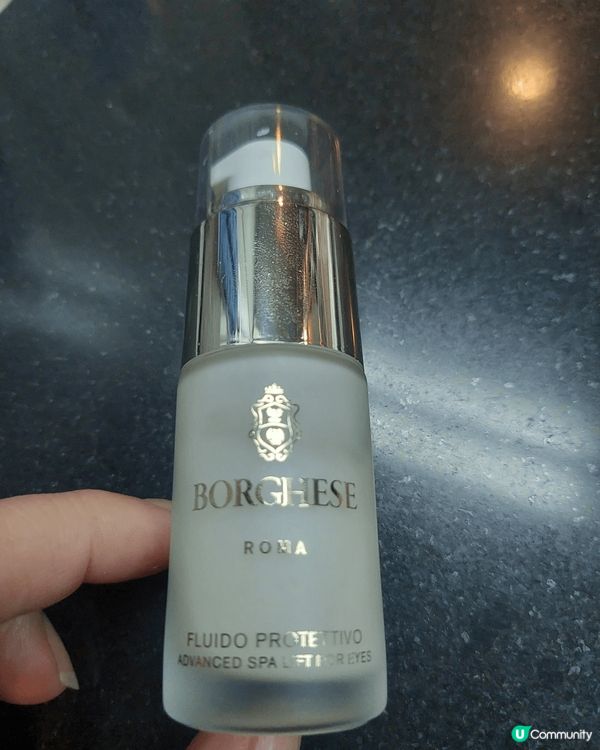 BORGHESE
ROMA
FLUIDO PROTETTIVO
ADVANCED SPA LIFT FOR EYES
U Community